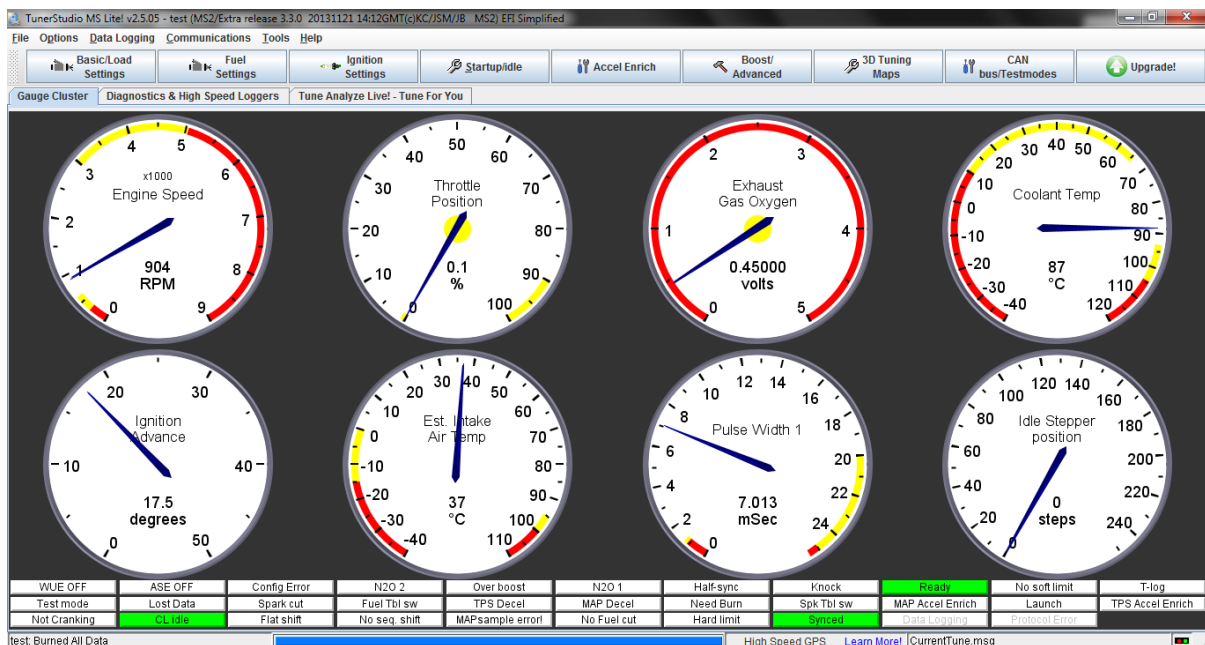 TunerStudio MS Lite! v2.5.05 - test (MS2/Extra release 3.3.0 20131121 14:12GMT(c)KC/JSM/JB MS2) EFI Simplified
File Options Data Logging Communications Tools Help
Basic/Load Settings
Fuel Settings
Ignition Settings
Startup/idle
Accel Enrich
Boost/ Advanced
3D Tuning Maps
CAN bus/Testmodes
Upgrade!
Gauge Cluster
Diagnostics & High Speed Loggers
Tune Analyze Live! - Tune For You
0 1 2 3 4 5 6 7 8 9
x1000
Engine Speed
904
RPM
0 10 20 30 40 50 60 70 80 90 100
Throttle
Position
0.1
%
0 1 2 3 4 5
Exhaust
Gas Oxygen
0.45000
volts
-40 -30 -20 -10 0 10 20 30 40 50 60 70 80 90 100 110 120
Coolant Temp
87
°C
0 10 20 30 40 50
Ignition
Advance
17.5
degrees
-40 -30 -20 -10 0 10 20 30 40 50 60 70 80 90 100 110
Est. Intake
Air Temp
37
°C
0 2 4 6 8 10 12 14 16 18 20 22 24
Pulse Width 1
7.013
mSec
0 20 40 60 80 100 120 140 160 180 200 220 240
Idle Stepper
position
0
steps
WUE OFF ASE OFF Config Error N2O 2 Over boost N2O 1 Half-sync Knock Ready No soft limit T-log
Test mode Lost Data Spark cut Fuel Tbl sw TPS Decel MAP Decel Need Burn Spk Tbl sw MAP Accel Enrich Launch TPS Accel Enrich
Not Cranking CL idle Flat shift No seq. shift MAPsample error! No Fuel cut Hard limit Synced Data Logging Protocol Error
test: Burned All Data High Speed GPS Learn More! CurrentTune.msq